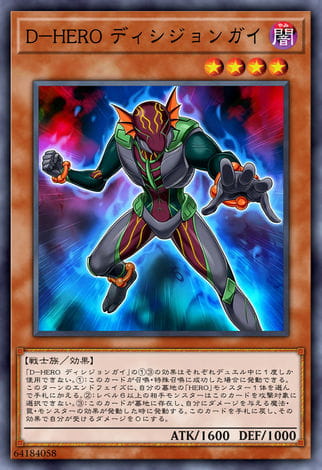 D-HERO ディシジョンガイ
闇
やみ
【戦士族/効果】
「D-HERO ディシジョンガイ」の①③の効果はそれぞれデュエル中に1度しか
使用できない。①:このカードが召喚・特殊召喚に成功した場合に発動できる。
このターンのエンドフェイズに、自分の墓地の「HERO」モンスター1体を選ん
で手札に加える。②:レベル6以上の相手モンスターはこのカードを攻撃対象に
選択できない。③:このカードが墓地に存在し、自分にダメージを与える魔法・
罠・モンスターの効果が発動した時に発動する。このカードを手札に戻し、その
効果で自分が受けるダメージを0にする。
ATK/1600 DEF/1000
64184058